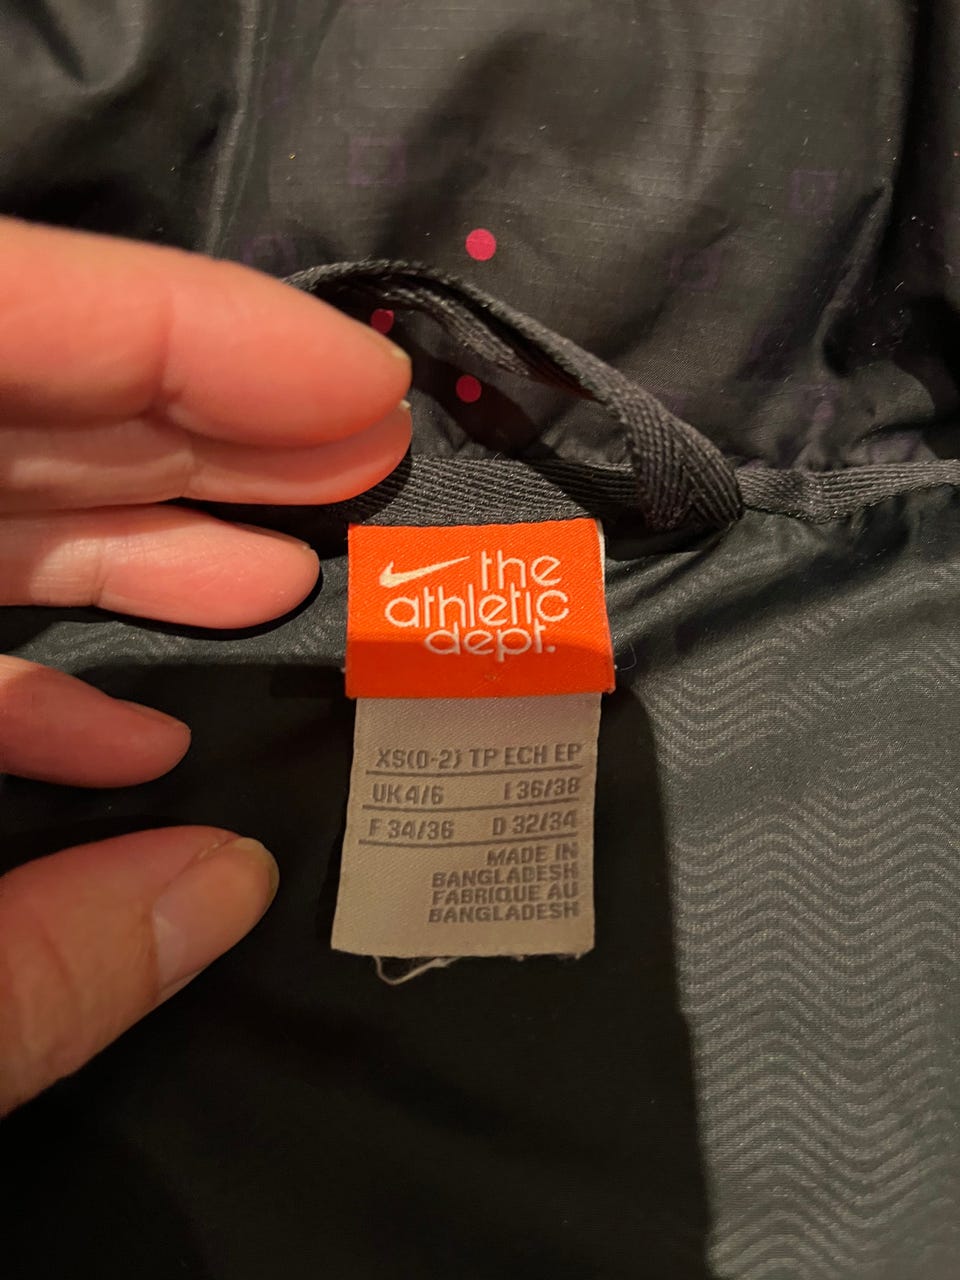 the
athletic
dept.
XS(0-2) TP ECH EP
UK 4/6 I 36/38
F 34/36 D 32/34
MADE IN
BANGLADESH
FABRIQUE AU
BANGLADESH